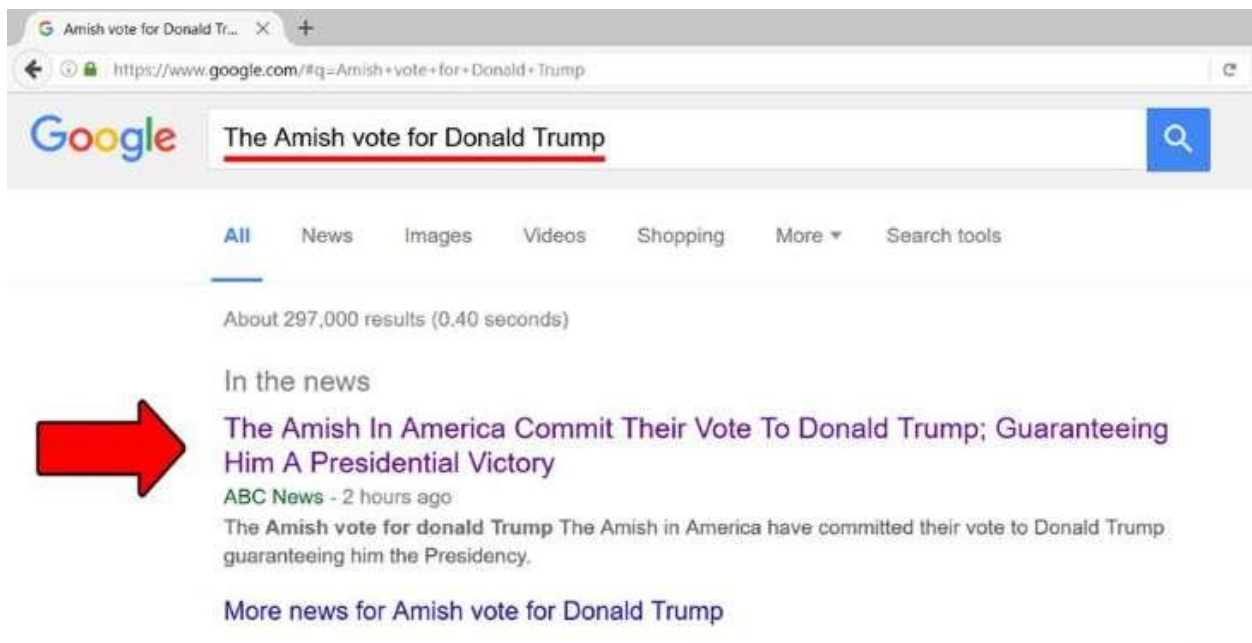 G Amish vote for Donald Tr... × +
https://www.google.com/#q=Amish+vote+for+Donald+Trump
Google The Amish vote for Donald Trump
All News Images Videos Shopping More Search tools
About 297,000 results (0.40 seconds)
In the news
The Amish In America Commit Their Vote To Donald Trump; Guaranteeing
Him A Presidential Victory
ABC News - 2 hours ago
The Amish vote for donald Trump The Amish in America have committed their vote to Donald Trump
guaranteeing him the Presidency.
More news for Amish vote for Donald Trump